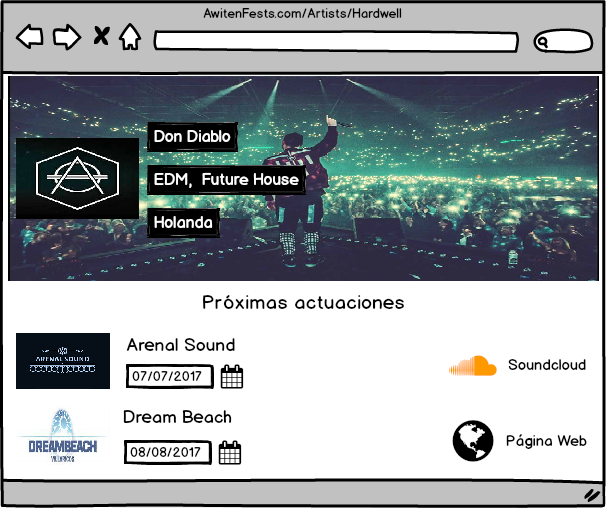 AwitenFests.com/Artists/Hardwell
Don Diablo
EDM, Future House
Holanda
Próximas actuaciones
ARENAL SOUND
Arenal Sound
07/07/2017
Soundcloud
Dream Beach
DREAMBEACH
VILLARICOS
08/08/2017
Página Web